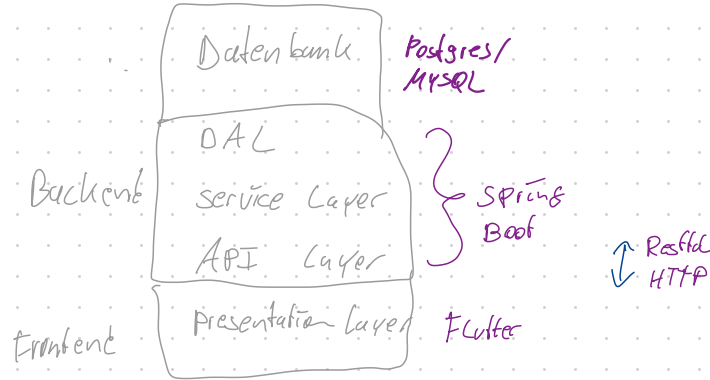 Datenbank
Postgres/
MySQL
DAL
Backend
Service Layer
Spring
Boot
API Layer
Restful
HTTP
Presentation Layer
Flutter
Frontend